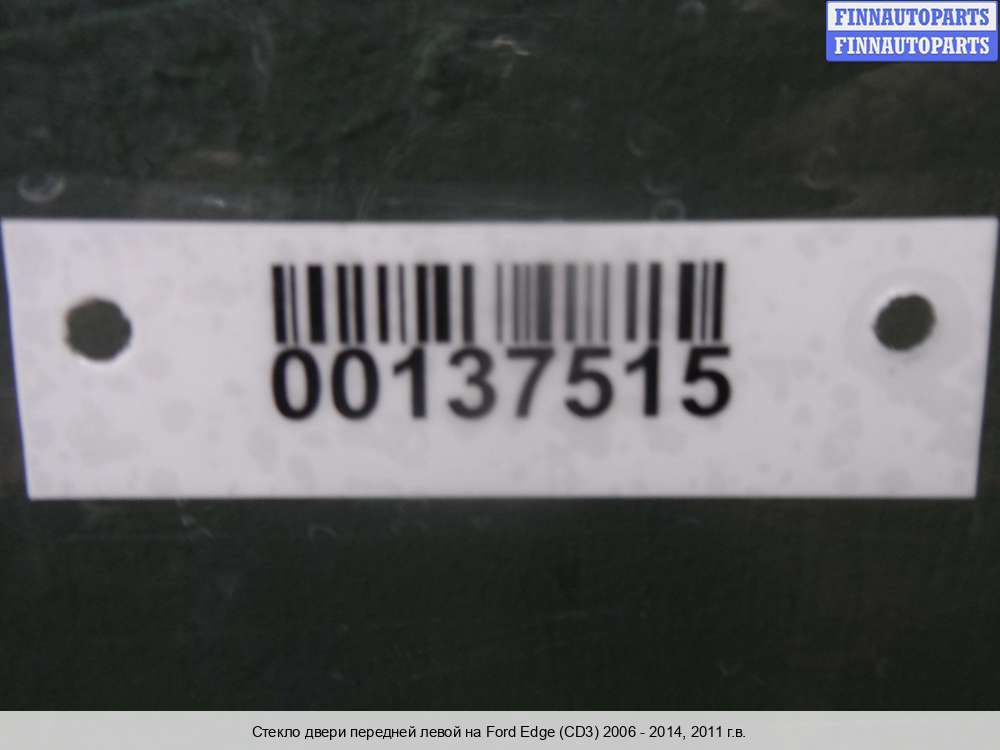 FINNAUTOPARTS
FINNAUTOPARTS
00137515
Стекло двери передней левой на Ford Edge (CD3) 2006 - 2014, 2011 г.в.